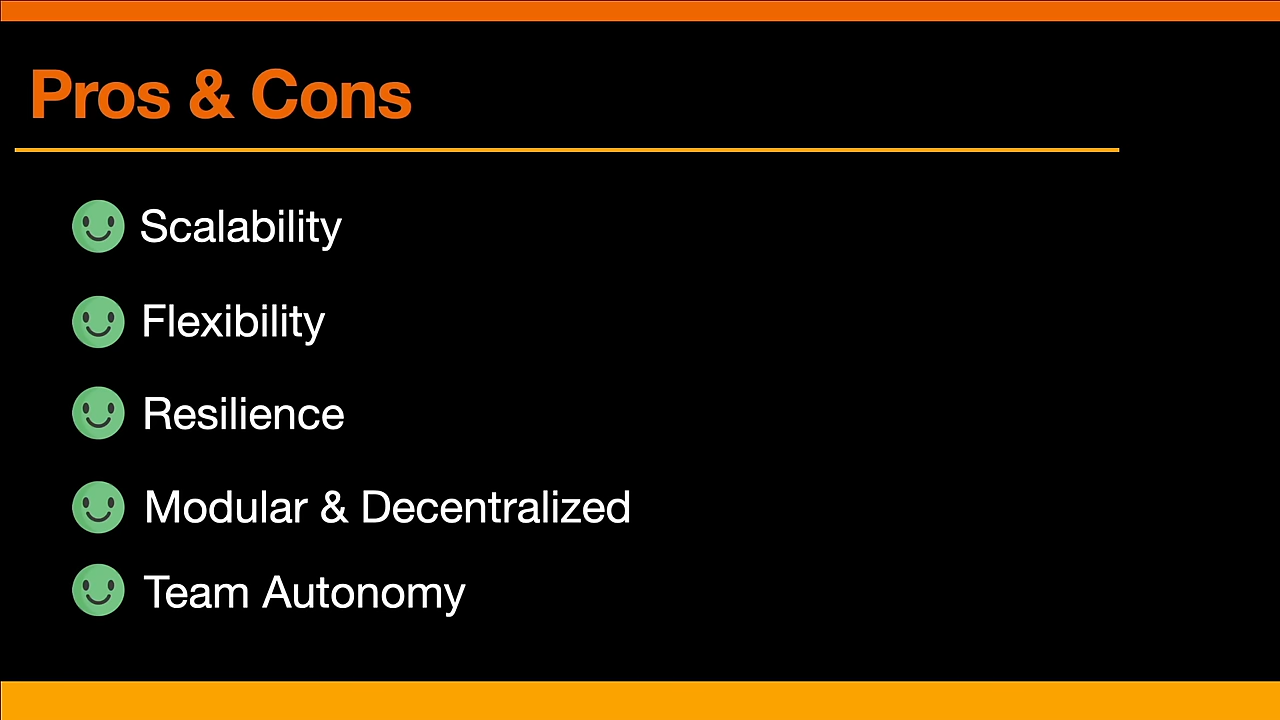 Pros & Cons
Scalability
Flexibility
Resilience
Modular & Decentralized
Team Autonomy